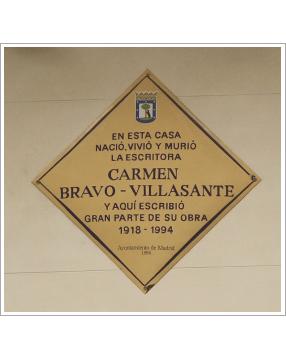 EN ESTA CASA
NACIÓ, VIVIÓ Y MURIÓ
LA ESCRITORA
CARMEN
BRAVO - VILLASANTE
Y AQUÍ ESCRIBIÓ
GRAN PARTE DE SU OBRA
1918 - 1994
Ayuntamiento de Madrid